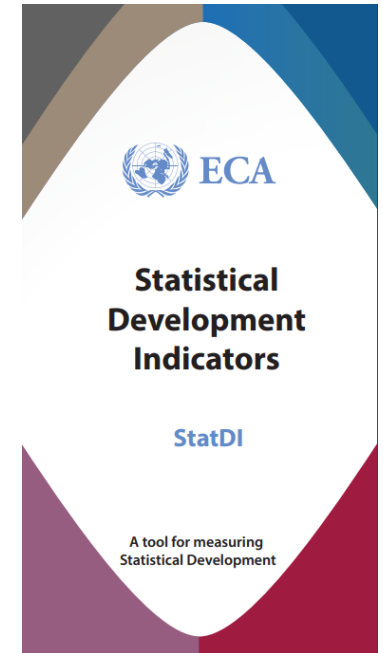 ECA
Statistical
Development
Indicators
StatDI
A tool for measuring
Statistical Development